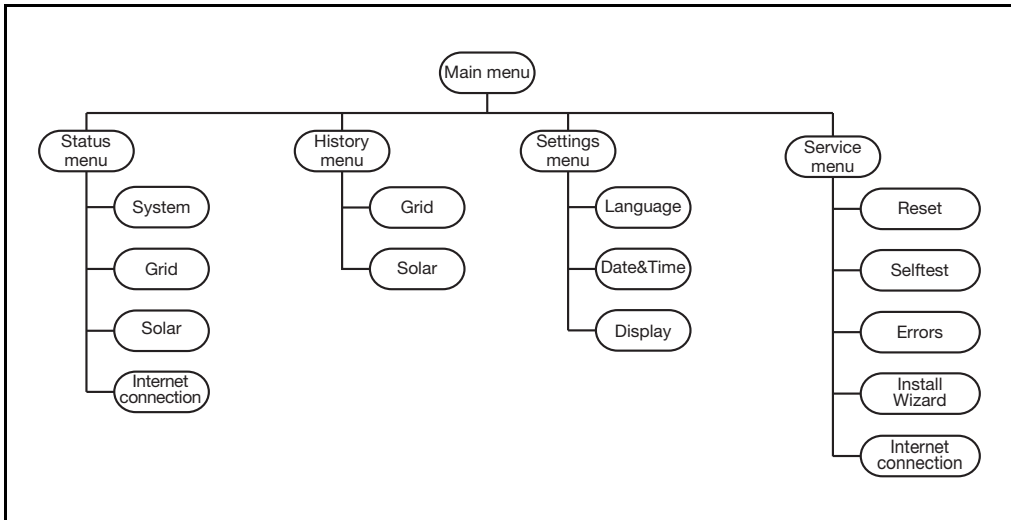 Main menu
Status
menu
System
Grid
Solar
Internet
connection
History
menu
Grid
Solar
Settings
menu
Language
Date&Time
Display
Service
menu
Reset
Selftest
Errors
Install
Wizard
Internet
connection